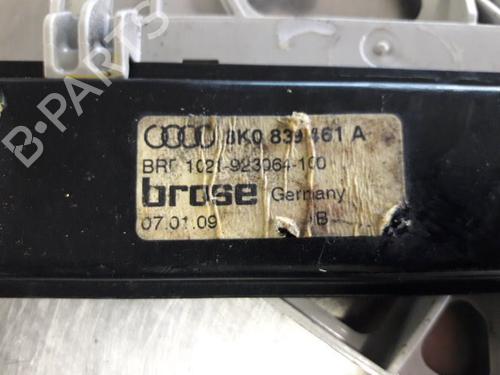 B-PARTS
8K0 839 461 A
BRF 1021-923064-100
brose Germany
07.01.09 B